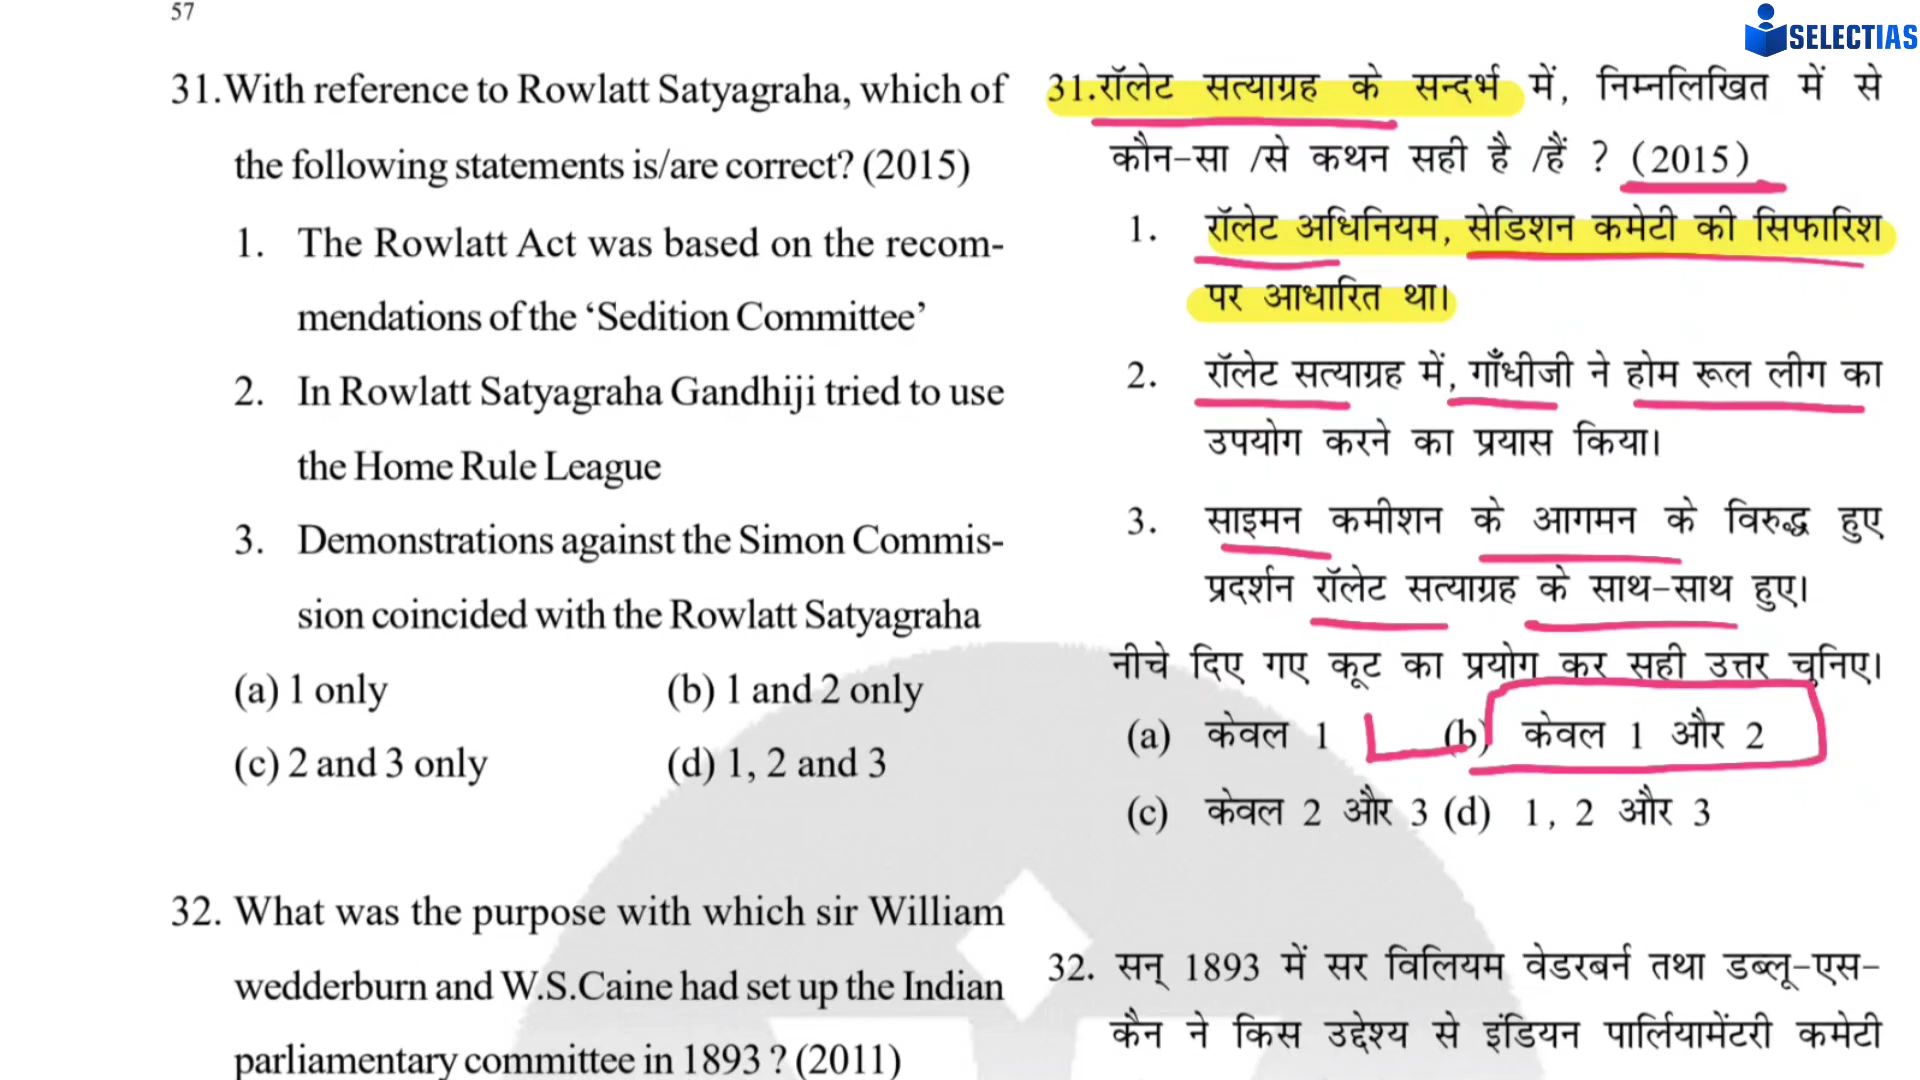 57
SELECTIAS
31.With reference to Rowlatt Satyagraha, which of
the following statements is/are correct? (2015)
1. The Rowlatt Act was based on the recom-
mendations of the ‘Sedition Committee’
2. In Rowlatt Satyagraha Gandhiji tried to use
the Home Rule League
3. Demonstrations against the Simon Commis-
sion coincided with the Rowlatt Satyagraha
(a) 1 only (b) 1 and 2 only
(c) 2 and 3 only (d) 1, 2 and 3
32. What was the purpose with which sir William
wedderburn and W.S.Caine had set up the Indian
parliamentary committee in 1893 ? (2011)
31.रॉलेट सत्याग्रह के सन्दर्भ में, निम्नलिखित में से
कौन-सा /से कथन सही है /हैं ? (2015)
1. रॉलेट अधिनियम, सेडिशन कमेटी की सिफारिश
पर आधारित था।
2. रॉलेट सत्याग्रह में, गाँधीजी ने होम रूल लीग का
उपयोग करने का प्रयास किया।
3. साइमन कमीशन के आगमन के विरुद्ध हुए
प्रदर्शन रॉलेट सत्याग्रह के साथ-साथ हुए।
नीचे दिए गए कूट का प्रयोग कर सही उत्तर चुनिए।
(a) केवल 1 (b) केवल 1 और 2
(c) केवल 2 और 3 (d) 1, 2 और 3
32. सन् 1893 में सर विलियम वेडरबर्न तथा डब्लू-एस-
कैन ने किस उद्देश्य से इंडियन पार्लियामेंटरी कमेटी